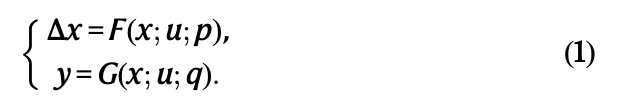 Δx = F(x; u; p),
y = G(x; u; q).
(1)